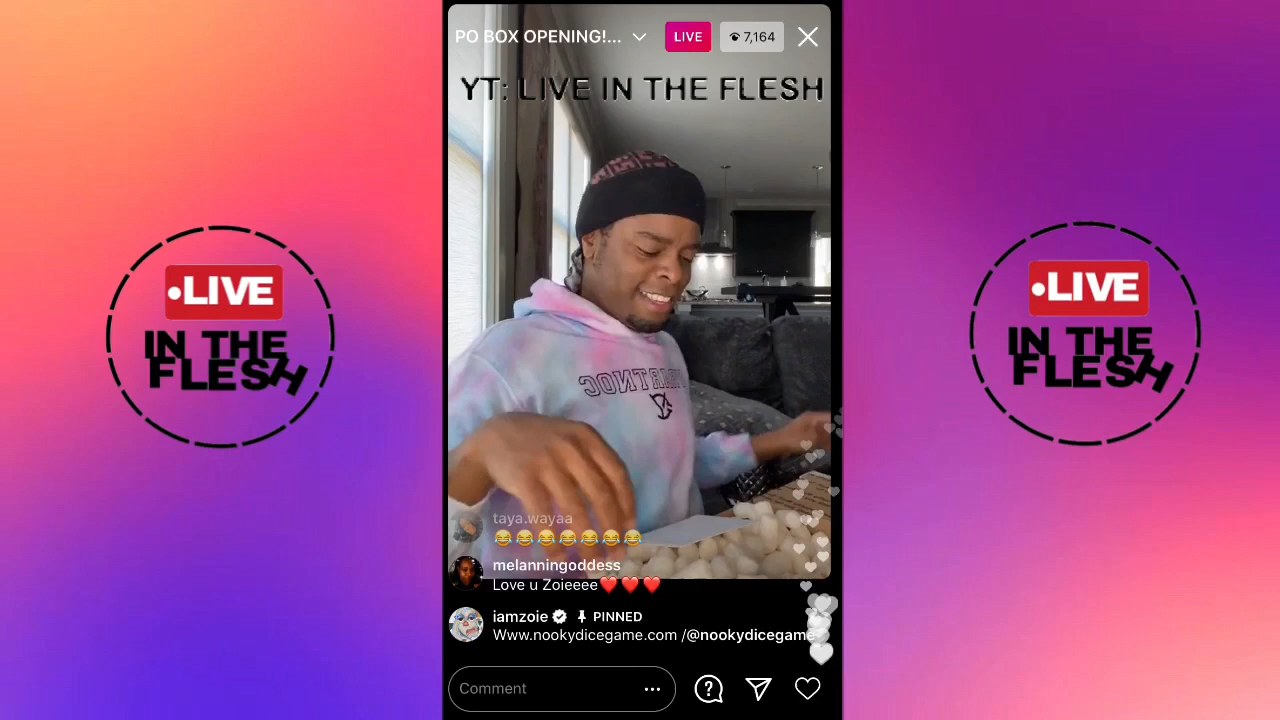 PO BOX OPENING!...
LIVE
7,164
YT: LIVE IN THE FLESH
LIVE
IN THE
FLESH
LIVE
IN THE
FLESH
taya.wayaa
😂😂😂😂😂😂😂
melanningoddess
Love u Zoieeee❤️❤️❤️
iamzoie PINNED
Www.nookydicegame.com /@nookydicegame
Comment